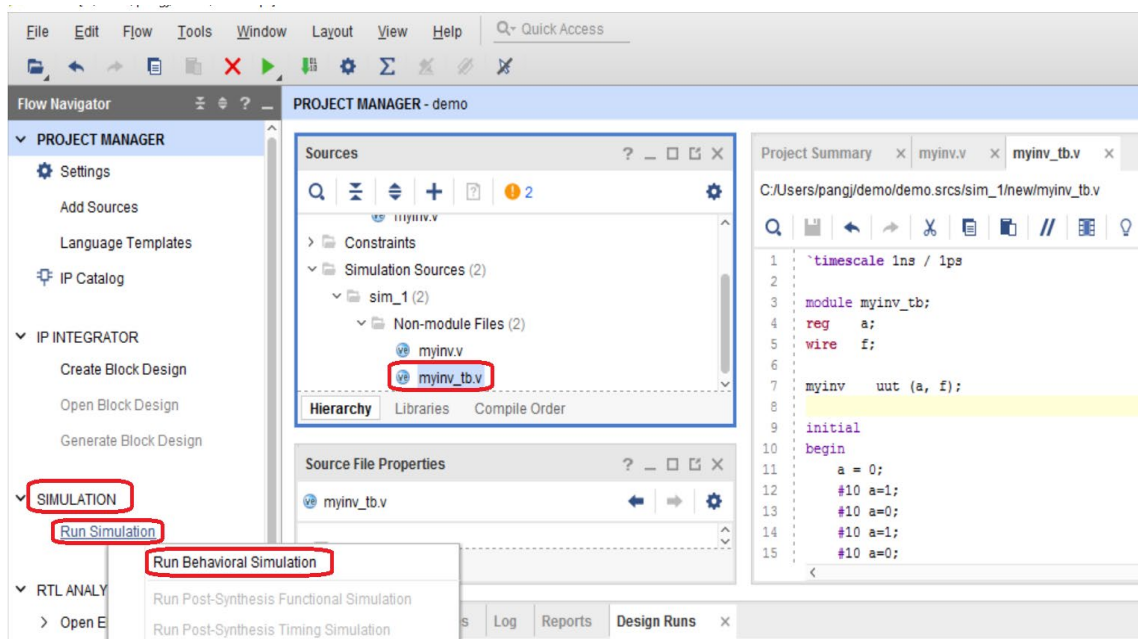 File Edit Flow Tools Window Layout View Help Quick Access
Flow Navigator
PROJECT MANAGER - demo
PROJECT MANAGER
Settings
Add Sources
Language Templates
IP Catalog
IP INTEGRATOR
Create Block Design
Open Block Design
Generate Block Design
SIMULATION
Run Simulation
Run Behavioral Simulation
Run Post-Synthesis Functional Simulation
Run Post-Synthesis Timing Simulation
RTL ANALY
Open E
Sources
2
myinv.v
Constraints
Simulation Sources (2)
sim_1 (2)
Non-module Files (2)
myinv.v
myinv_tb.v
Hierarchy Libraries Compile Order
Source File Properties
myinv_tb.v
s Log Reports Design Runs
Project Summary myinv.v myinv_tb.v
C:/Users/pangj/demo/demo.srcs/sim_1/new/myinv_tb.v
1 `timescale 1ns / 1ps
2
3 module myinv_tb;
4 reg a;
5 wire f;
6
7 myinv uut (a, f);
8
9 initial
10 begin
11 a = 0;
12 #10 a=1;
13 #10 a=0;
14 #10 a=1;
15 #10 a=0;